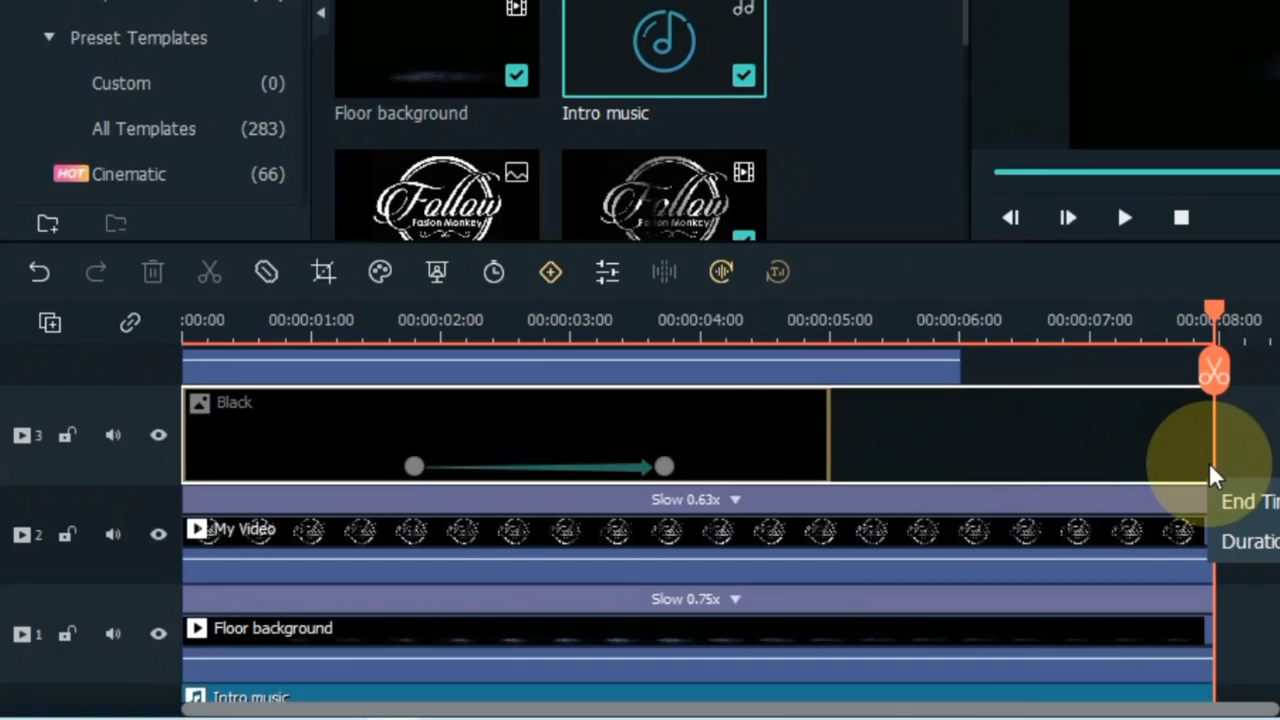 Preset Templates
Custom (0)
All Templates (283)
HOT Cinematic (66)
Floor background
Intro music
Follow
Fasion Monkey
Follow
Fasion Monkey
:00:00 00:00:01:00 00:00:02:00 00:00:03:00 00:00:04:00 00:00:05:00 00:00:06:00 00:00:07:00 00:00:08:00
Black
3
Slow 0.63x
End Ti
My Video
2
Duratio
Slow 0.75x
Floor background
1
Intro music